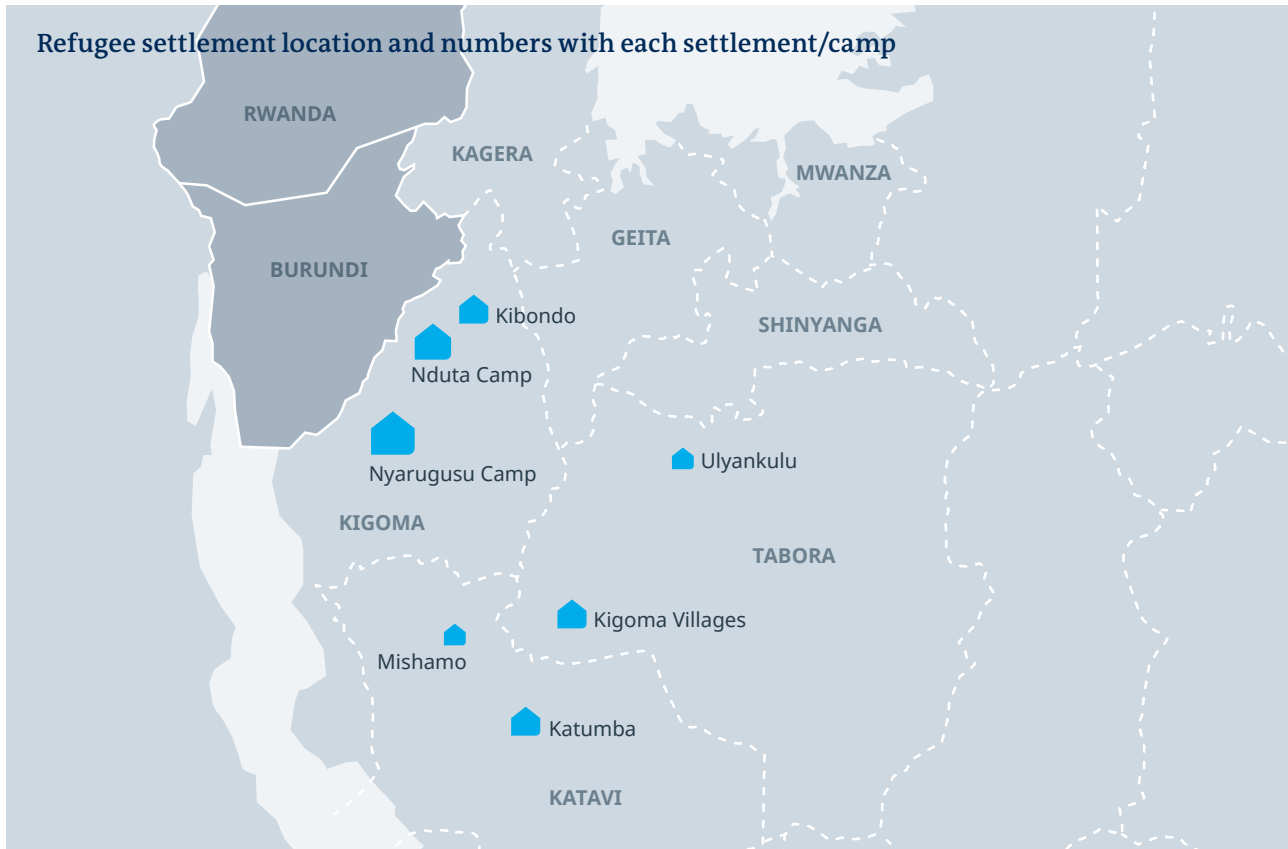 Refugee settlement location and numbers with each settlement/camp
RWANDA
KAGERA
MWANZA
GEITA
BURUNDI
Kibondo
SHINYANGA
Nduta Camp
Ulyankulu
Nyarugusu Camp
KIGOMA
TABORA
Kigoma Villages
Mishamo
Katumba
KATAVI